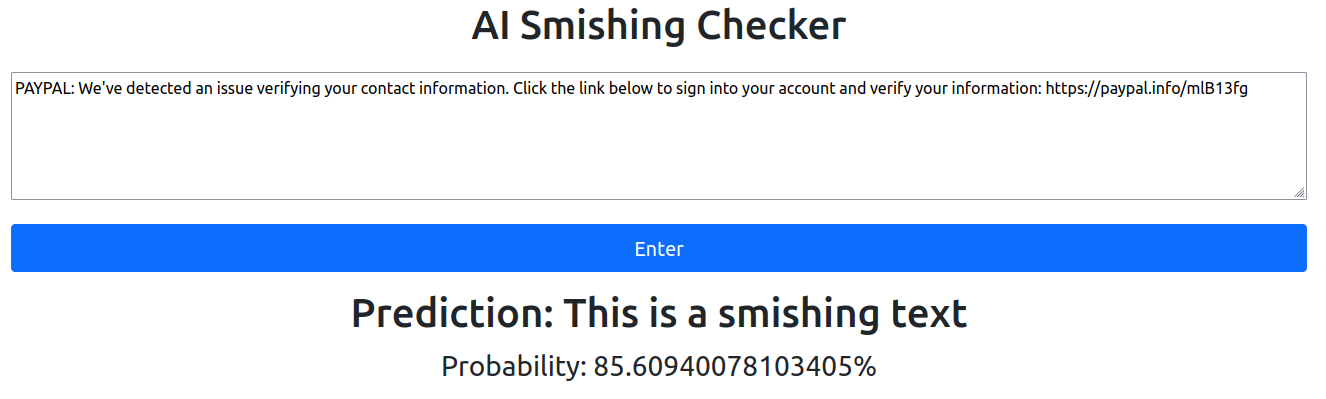 AI Smishing Checker
PAYPAL: We've detected an issue verifying your contact information. Click the link below to sign into your account and verify your information: https://paypal.info/mlB13fg
Enter
Prediction: This is a smishing text
Probability: 85.60940078103405%